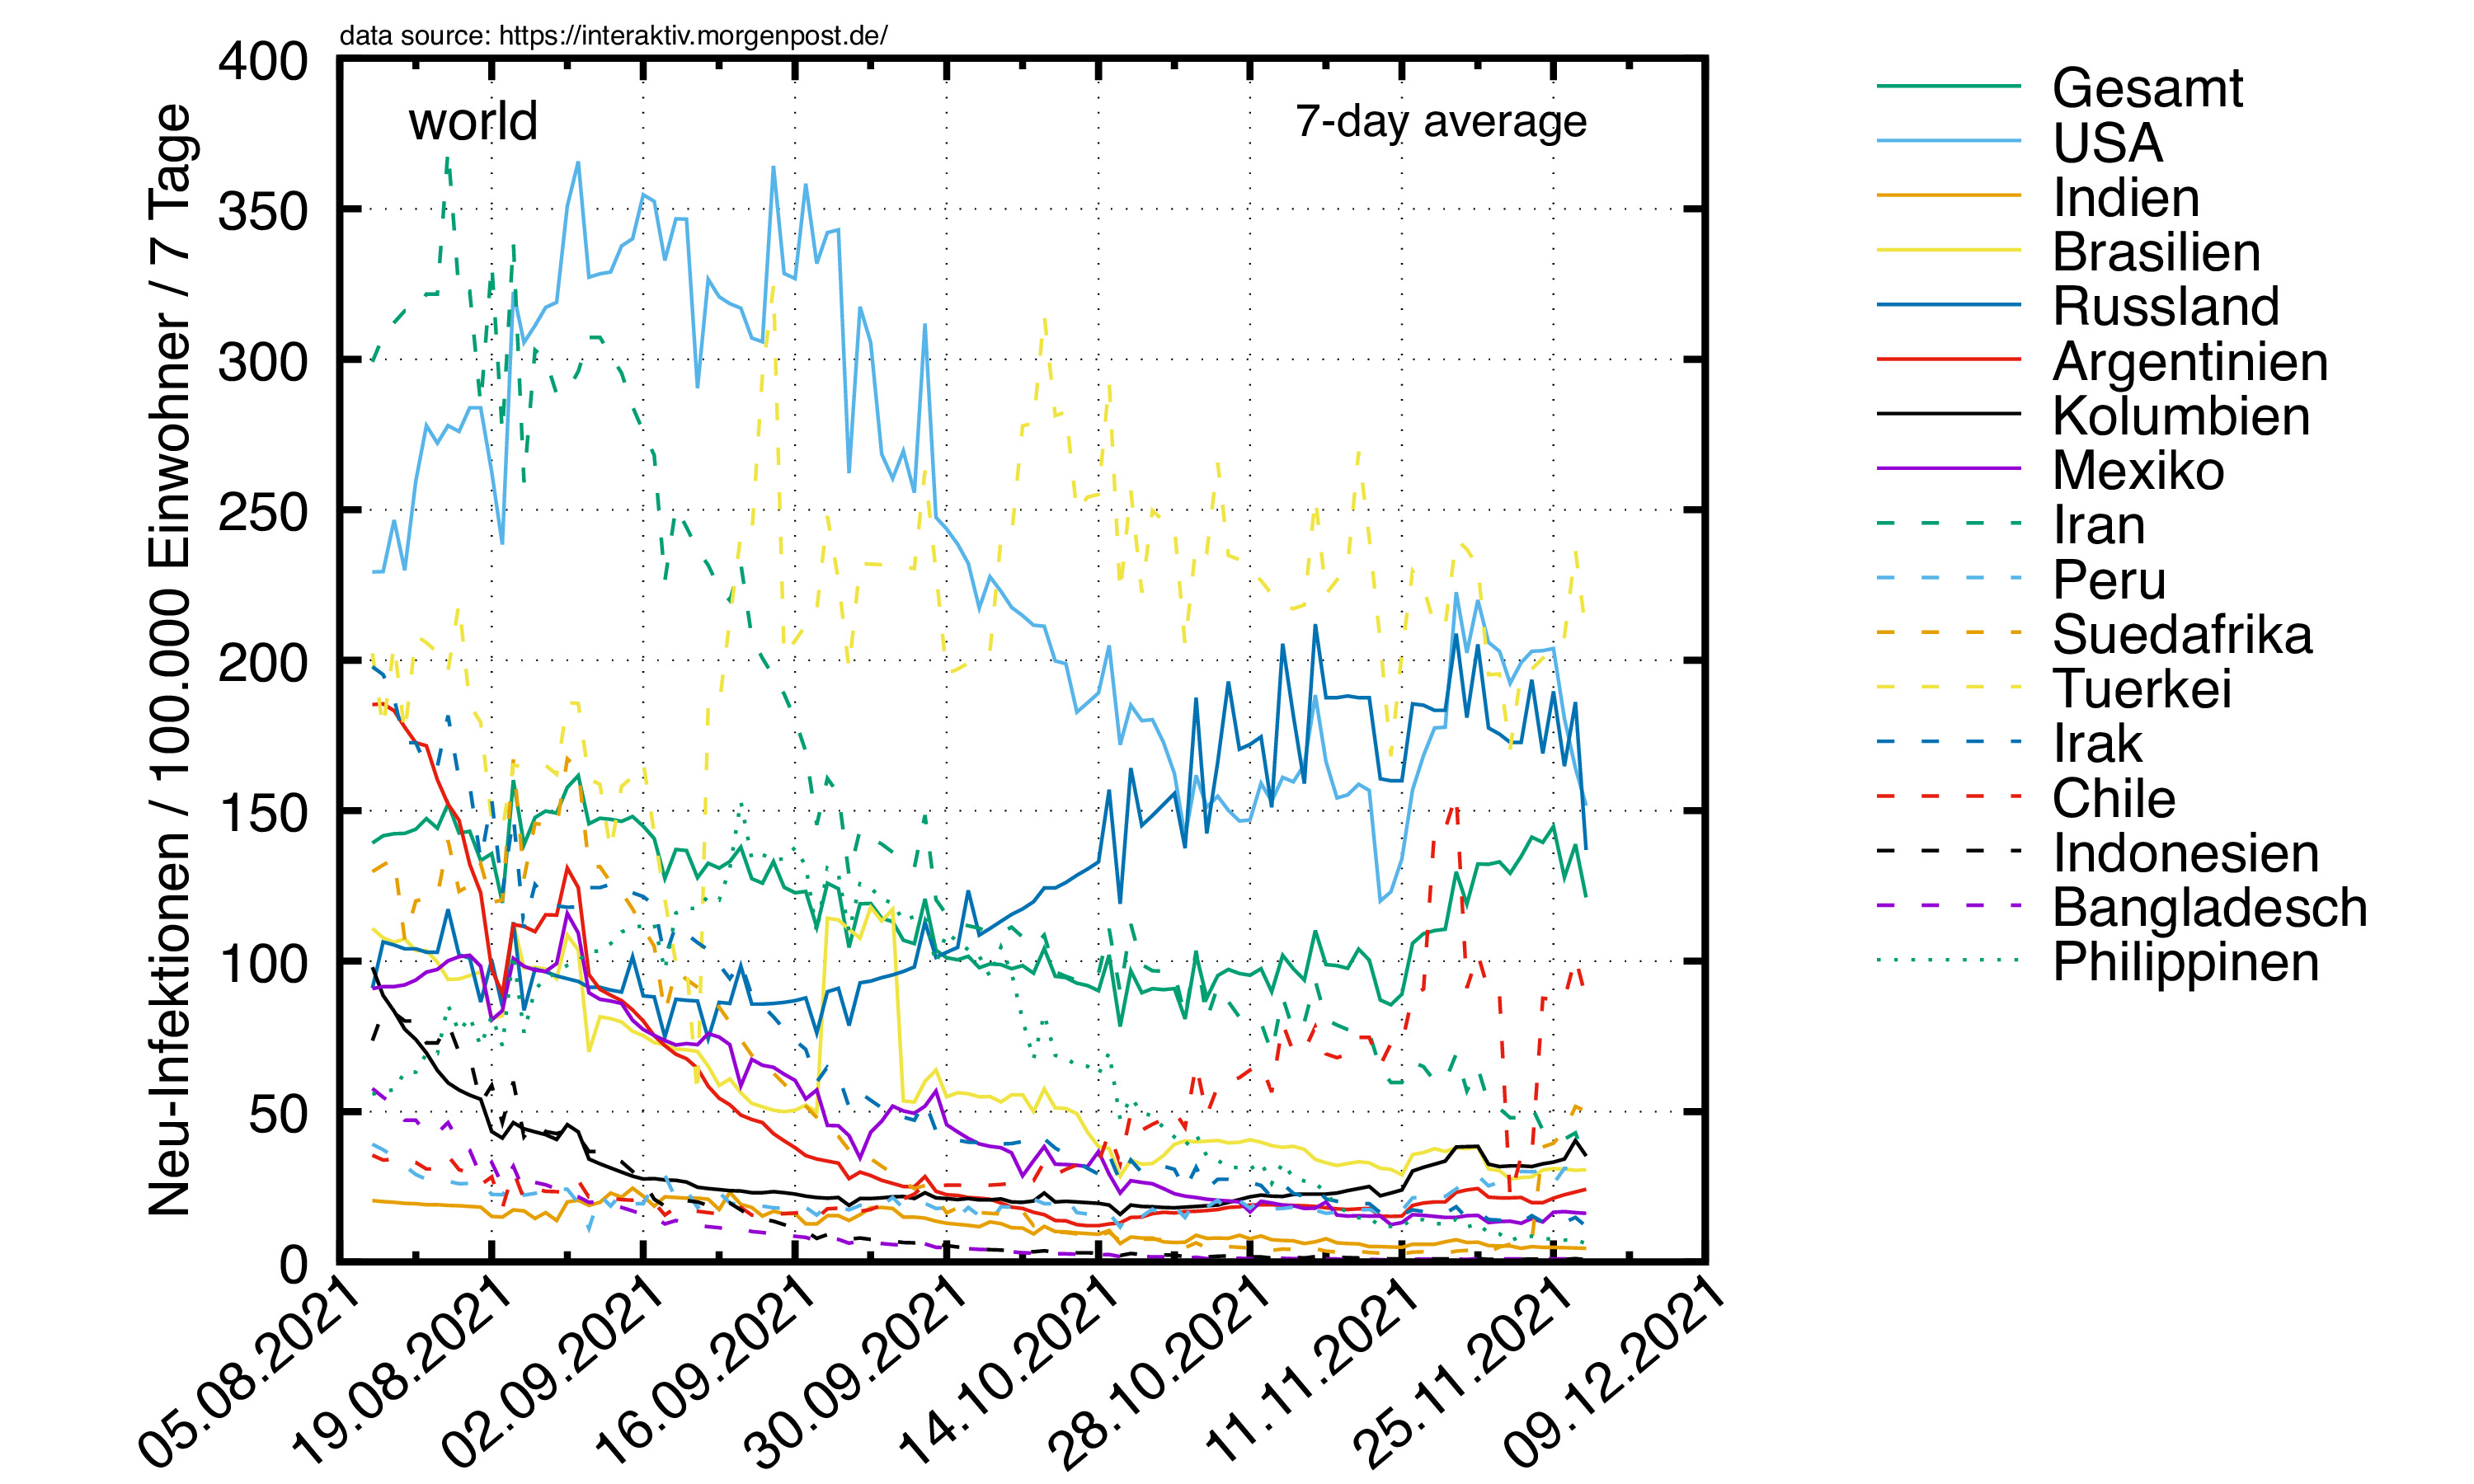 data source: https://interaktiv.morgenpost.de/
world
7-day average
Neu-Infektionen / 100.000 Einwohner / 7 Tage
400
350
300
250
200
150
100
50
0
05.08.2021
19.08.2021
02.09.2021
16.09.2021
30.09.2021
14.10.2021
28.10.2021
11.11.2021
25.11.2021
09.12.2021
Gesamt
USA
Indien
Brasilien
Russland
Argentinien
Kolumbien
Mexiko
Iran
Peru
Suedafrika
Tuerkei
Irak
Chile
Indonesien
Bangladesch
Philippinen